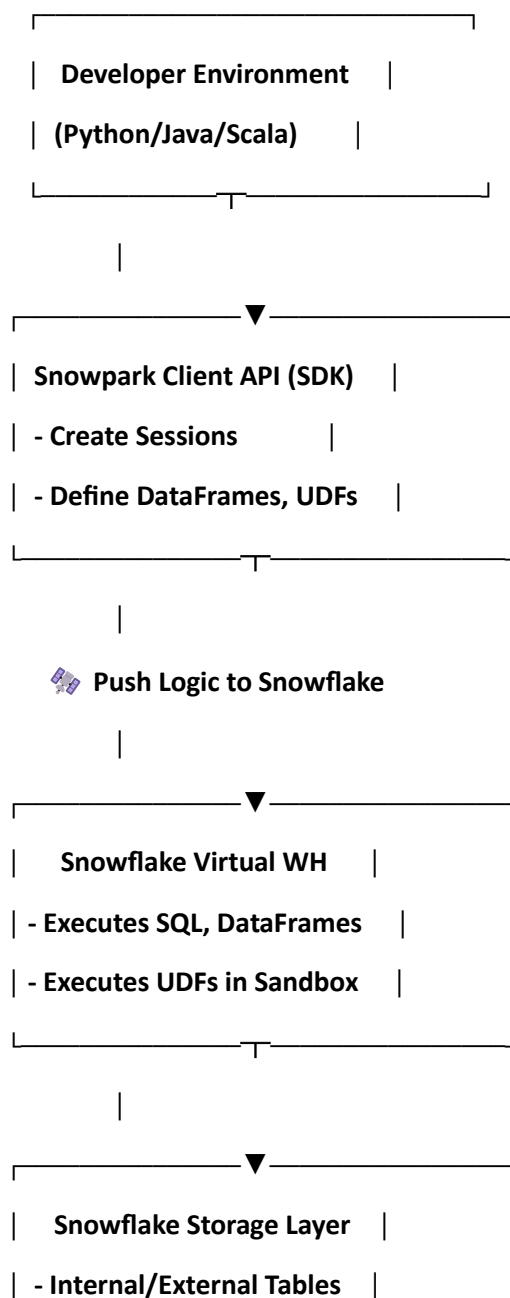 Developer Environment
(Python/Java/Scala)
Snowpark Client API (SDK)
- Create Sessions
- Define DataFrames, UDFs
Push Logic to Snowflake
Snowflake Virtual WH
- Executes SQL, DataFrames
- Executes UDFs in Sandbox
Snowflake Storage Layer
- Internal/External Tables